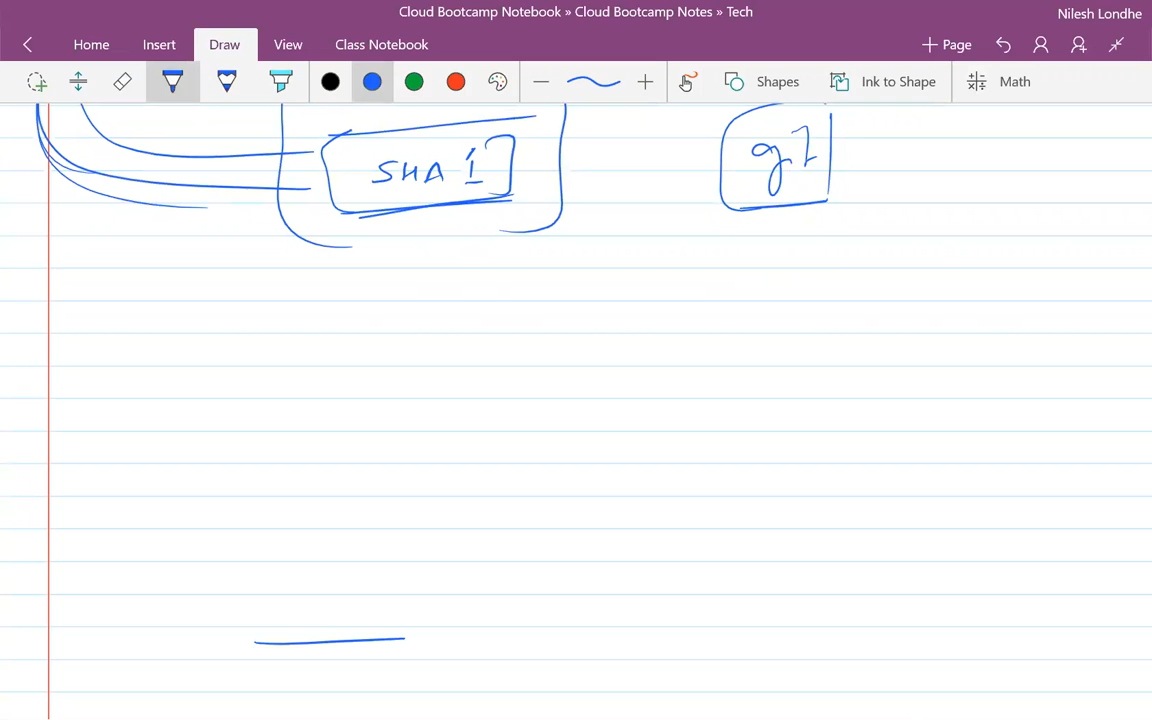 Cloud Bootcamp Notebook » Cloud Bootcamp Notes » Tech
Nilesh Londhe
Home Insert Draw View Class Notebook
Page
Shapes Ink to Shape Math
SHA 1